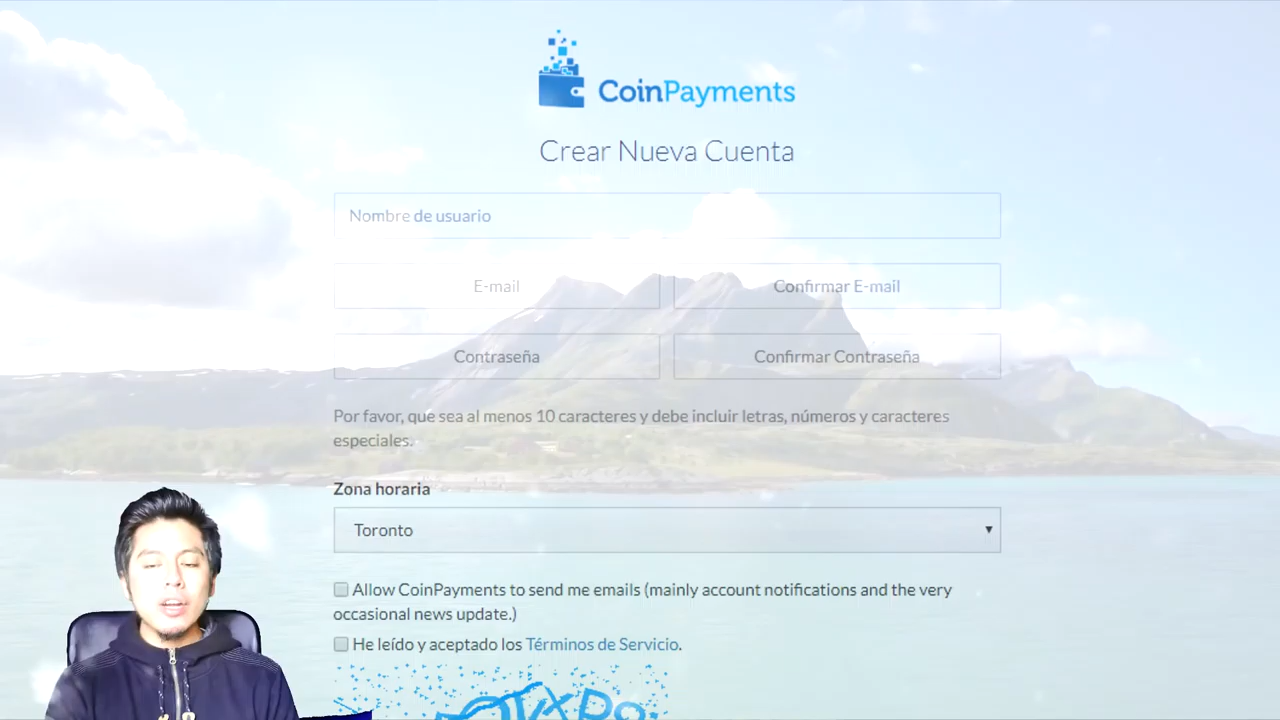 CoinPayments
Crear Nueva Cuenta
Nombre de usuario
E-mail
Confirmar E-mail
Contraseña
Confirmar Contraseña
Por favor, que sea al menos 10 caracteres y debe incluir letras, números y caracteres
especiales.
Zona horaria
Toronto
Allow CoinPayments to send me emails (mainly account notifications and the very
occasional news update.)
He leído y aceptado los Términos de Servicio.